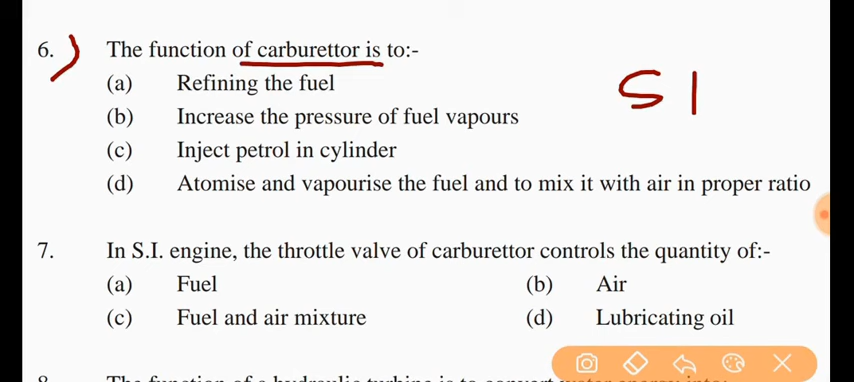 6. The function of carburettor is to:-
(a) Refining the fuel
S I
(b) Increase the pressure of fuel vapours
(c) Inject petrol in cylinder
(d) Atomise and vapourise the fuel and to mix it with air in proper ratio
7. In S.I. engine, the throttle valve of carburettor controls the quantity of:-
(a) Fuel (b) Air
(c) Fuel and air mixture (d) Lubricating oil